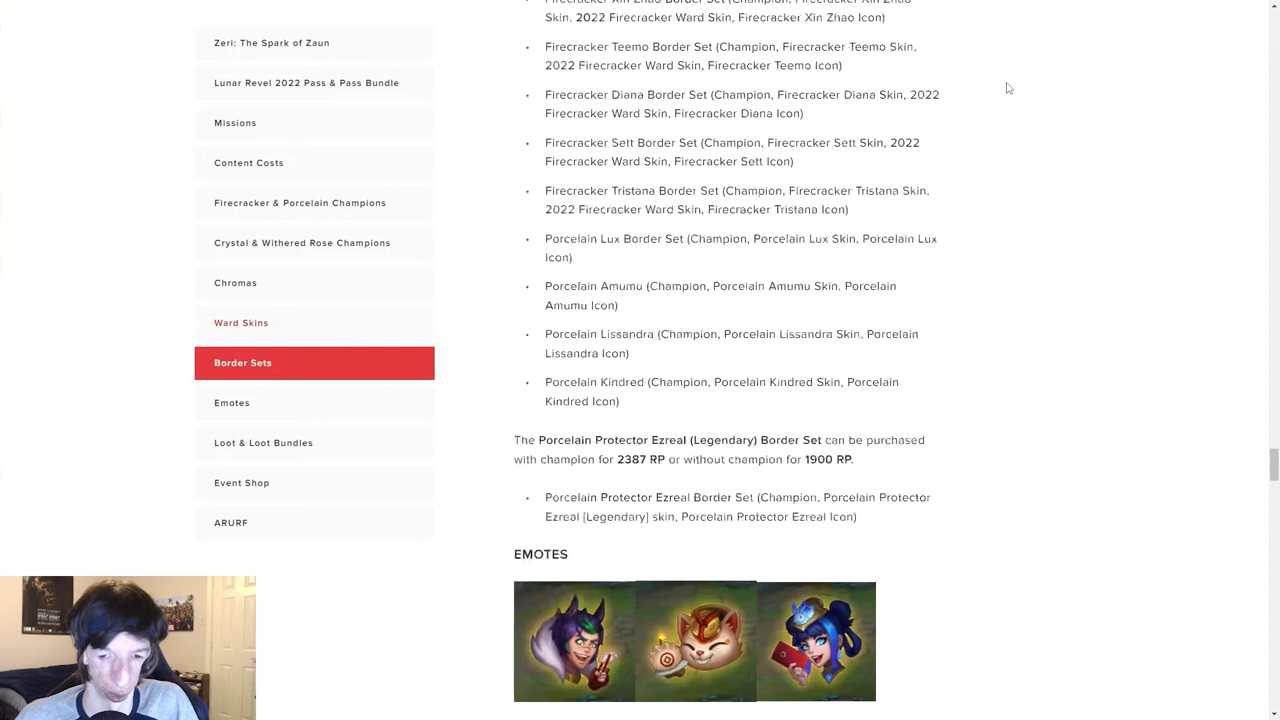 Zeri: The Spark of Zaun
Lunar Revel 2022 Pass & Pass Bundle
Missions
Content Costs
Firecracker & Porcelain Champions
Crystal & Withered Rose Champions
Chromas
Ward Skins
Border Sets
Emotes
Loot & Loot Bundles
Event Shop
ARURF
Firecracker Xin Zhao Border Set (Champion, Firecracker Xin Zhao
Skin. 2022 Firecracker Ward Skin, Firecracker Xin Zhao Icon)
Firecracker Teemo Border Set (Champion, Firecracker Teemo Skin,
2022 Firecracker Ward Skin, Firecracker Teemo Icon)
Firecracker Diana Border Set (Champion, Firecracker Diana Skin, 2022
Firecracker Ward Skin, Firecracker Diana Icon)
Firecracker Sett Border Set (Champion, Firecracker Sett Skin, 2022
Firecracker Ward Skin, Firecracker Sett Icon)
Firecracker Tristana Border Set (Champion, Firecracker Tristana Skin,
2022 Firecracker Ward Skin, Firecracker Tristana Icon)
Porcelain Lux Border Set (Champion, Porcelain Lux Skin, Porcelain Lux
Icon)
Porcelain Amumu (Champion, Porcelain Amumu Skin. Porcelain
Amumu Icon)
Porcelain Lissandra (Champion, Porcelain Lissandra Skin. Porcelain
Lissandra Icon)
Porcelain Kindred (Champion, Porcelain Kindred Skin, Porcelain
Kindred Icon)
The Porcelain Protector Ezreal (Legendary) Border Set can be purchased
with champion for 2387 RP or without champion for 1900 RP.
Porcelain Protector Ezreal Border Set (Champion, Porcelain Protector
Ezreal [Legendary] skin, Porcelain Protector Ezreal Icon)
EMOTES